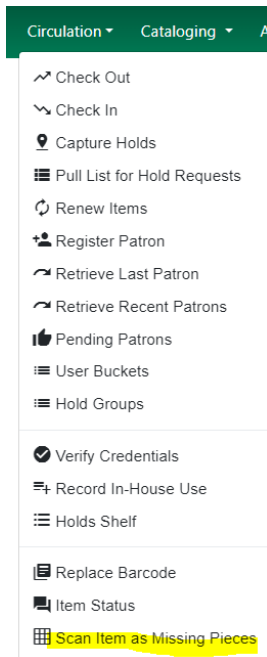 Circulation Cataloging A
Check Out
Check In
Capture Holds
Pull List for Hold Requests
Renew Items
Register Patron
Retrieve Last Patron
Retrieve Recent Patrons
Pending Patrons
User Buckets
Hold Groups
Verify Credentials
Record In-House Use
Holds Shelf
Replace Barcode
Item Status
Scan Item as Missing Pieces